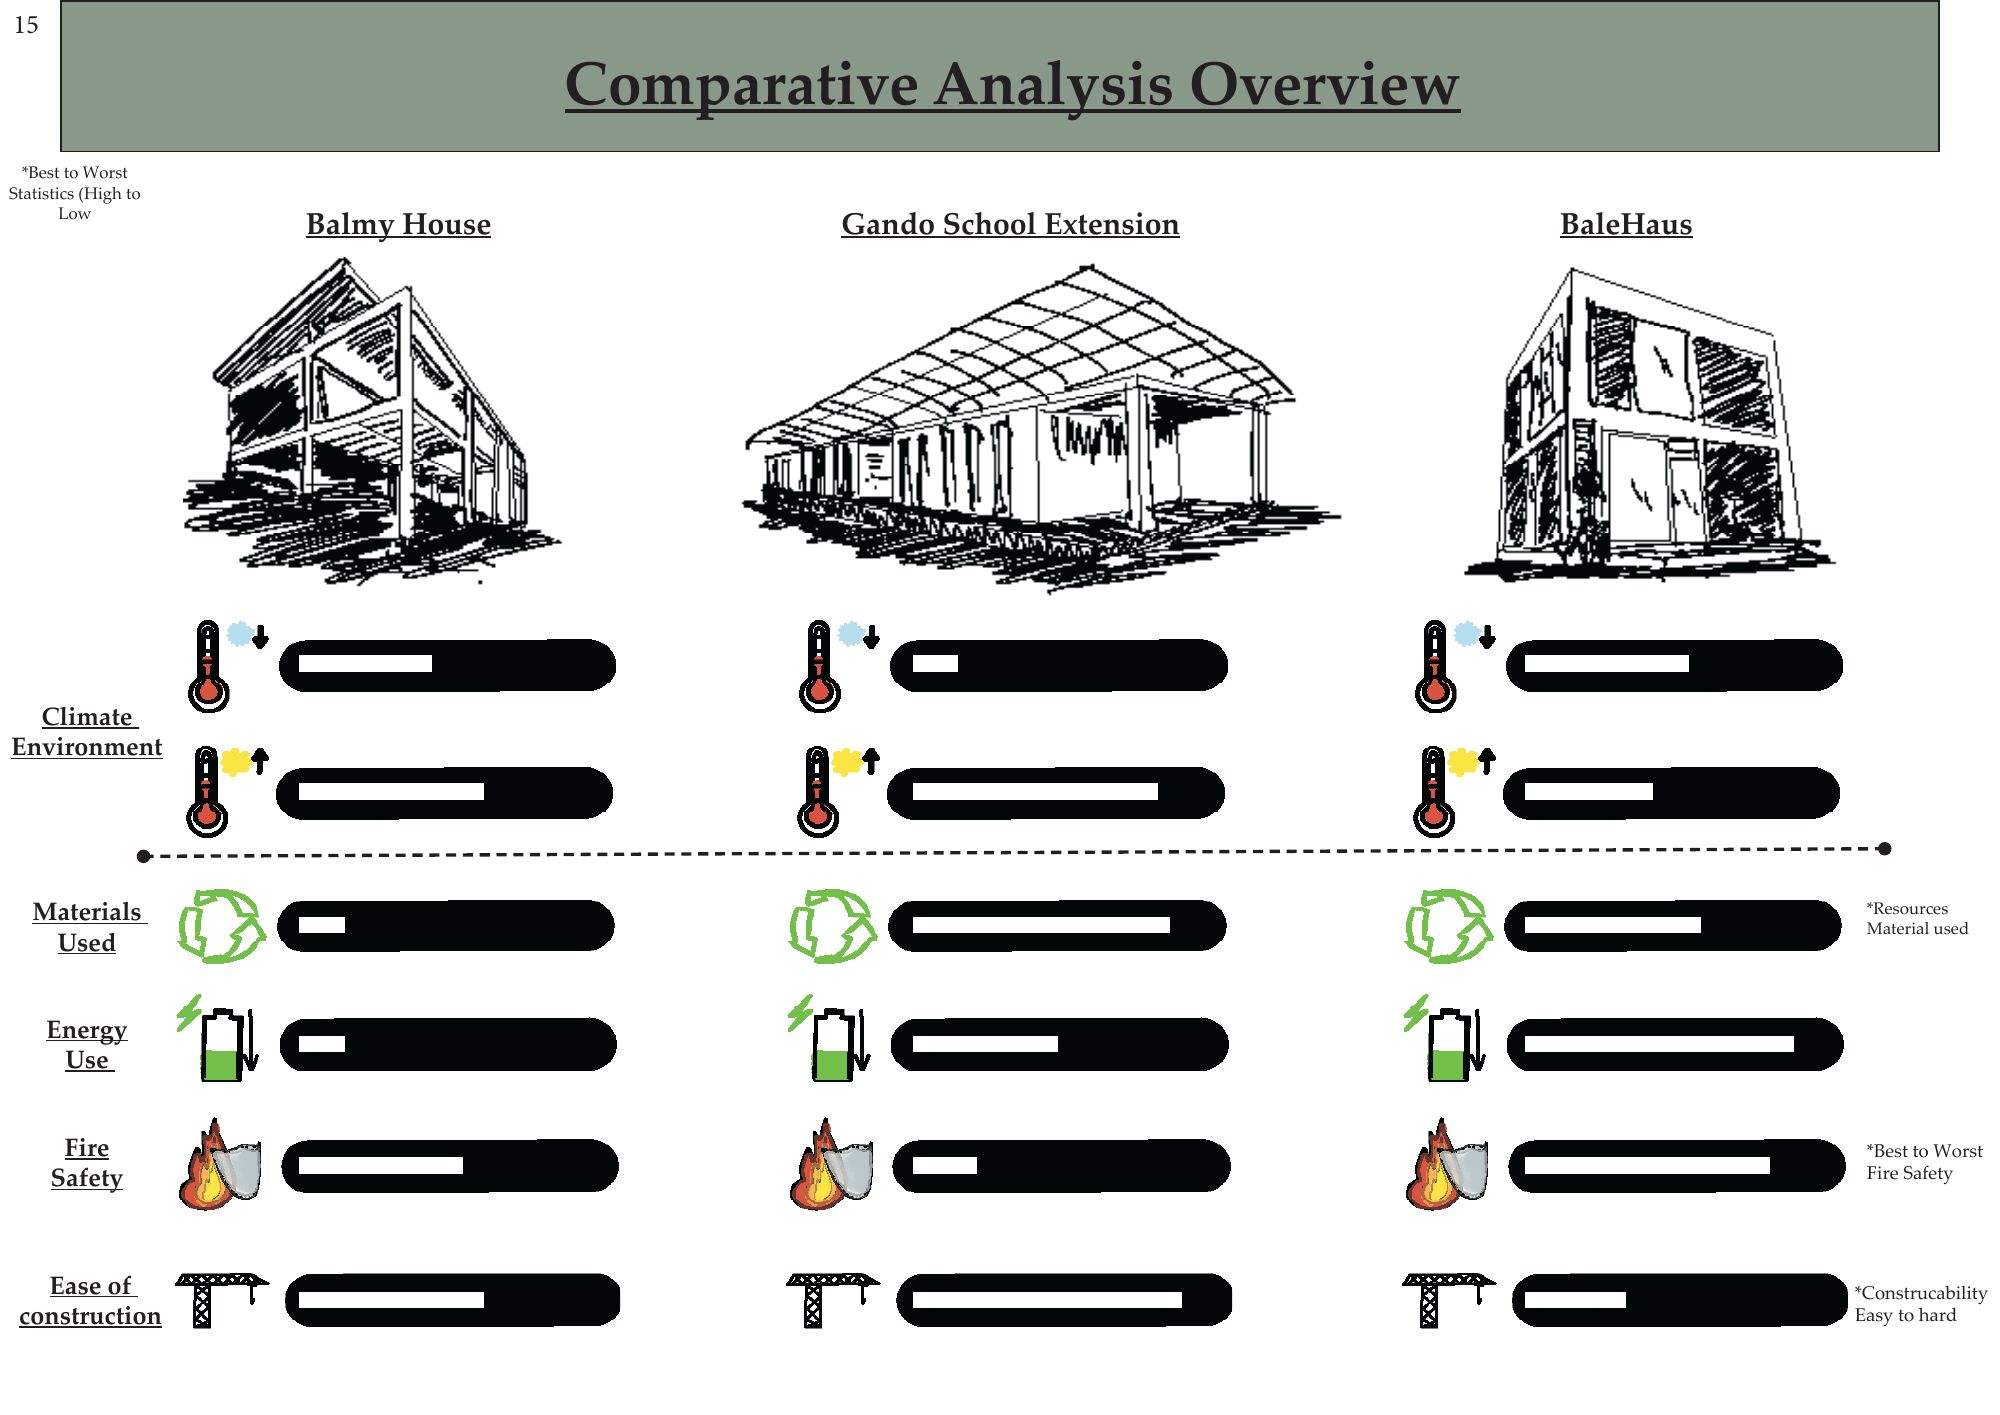 15
Comparative Analysis Overview
*Best to Worst
Statistics (High to
Low
Balmy House
Gando School Extension
BaleHaus
Climate
Environment
Materials
Used
*Resources
Material used
Energy
Use
Fire
Safety
*Best to Worst
Fire Safety
Ease of
construction
*Construcability
Easy to hard